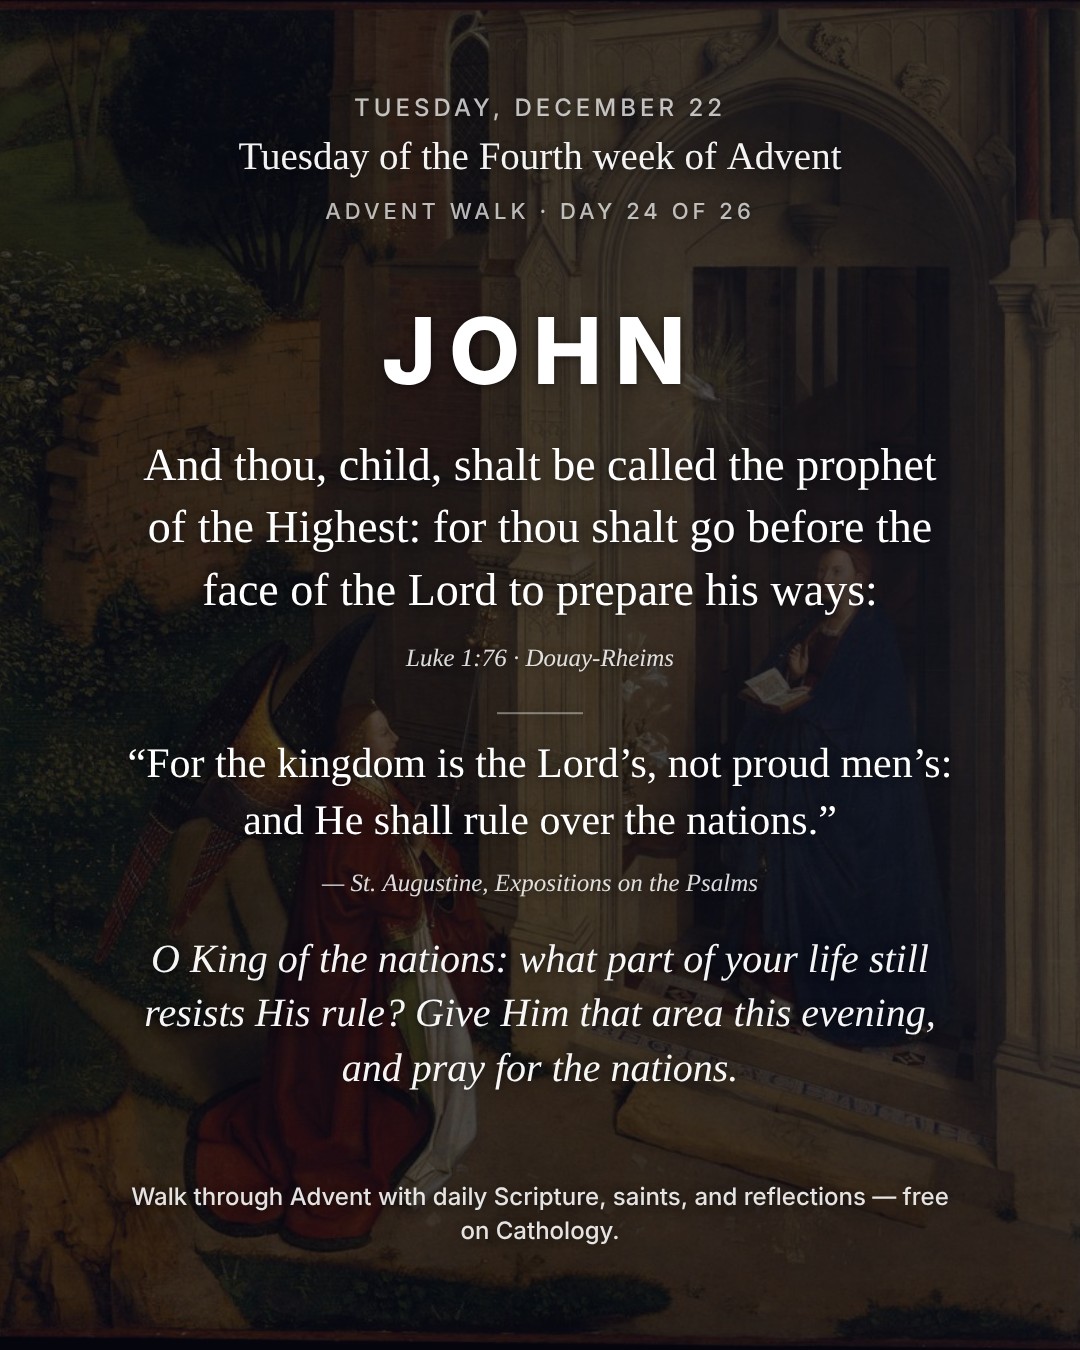 TUESDAY, DECEMBER 22
Tuesday of the Fourth week of Advent
ADVENT WALK · DAY 24 OF 26
JOHN
And thou, child, shalt be called the prophet
of the Highest: for thou shalt go before the
face of the Lord to prepare his ways:
Luke 1:76 · Douay-Rheims
“For the kingdom is the Lord’s, not proud men’s:
and He shall rule over the nations.”
— St. Augustine, Expositions on the Psalms
O King of the nations: what part of your life still
resists His rule? Give Him that area this evening,
and pray for the nations.
Walk through Advent with daily Scripture, saints, and reflections — free
on Cathology.